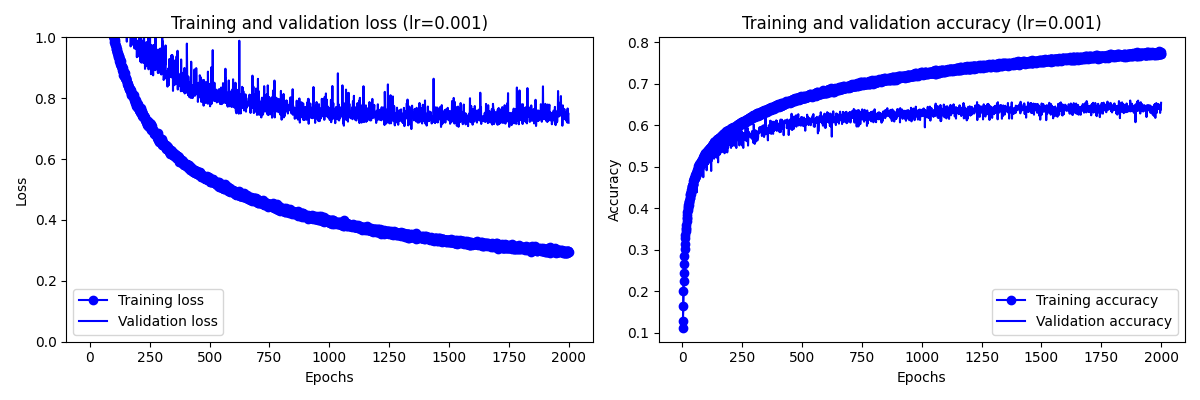 Training and validation loss (lr=0.001)
1.0
0.8
0.6
0.4
0.2
0.0
Loss
Training loss
Validation loss
0 250 500 750 1000 1250 1500 1750 2000
Epochs
Training and validation accuracy (lr=0.001)
0.8
0.7
0.6
0.5
0.4
0.3
0.2
0.1
Accuracy
Training accuracy
Validation accuracy
0 250 500 750 1000 1250 1500 1750 2000
Epochs